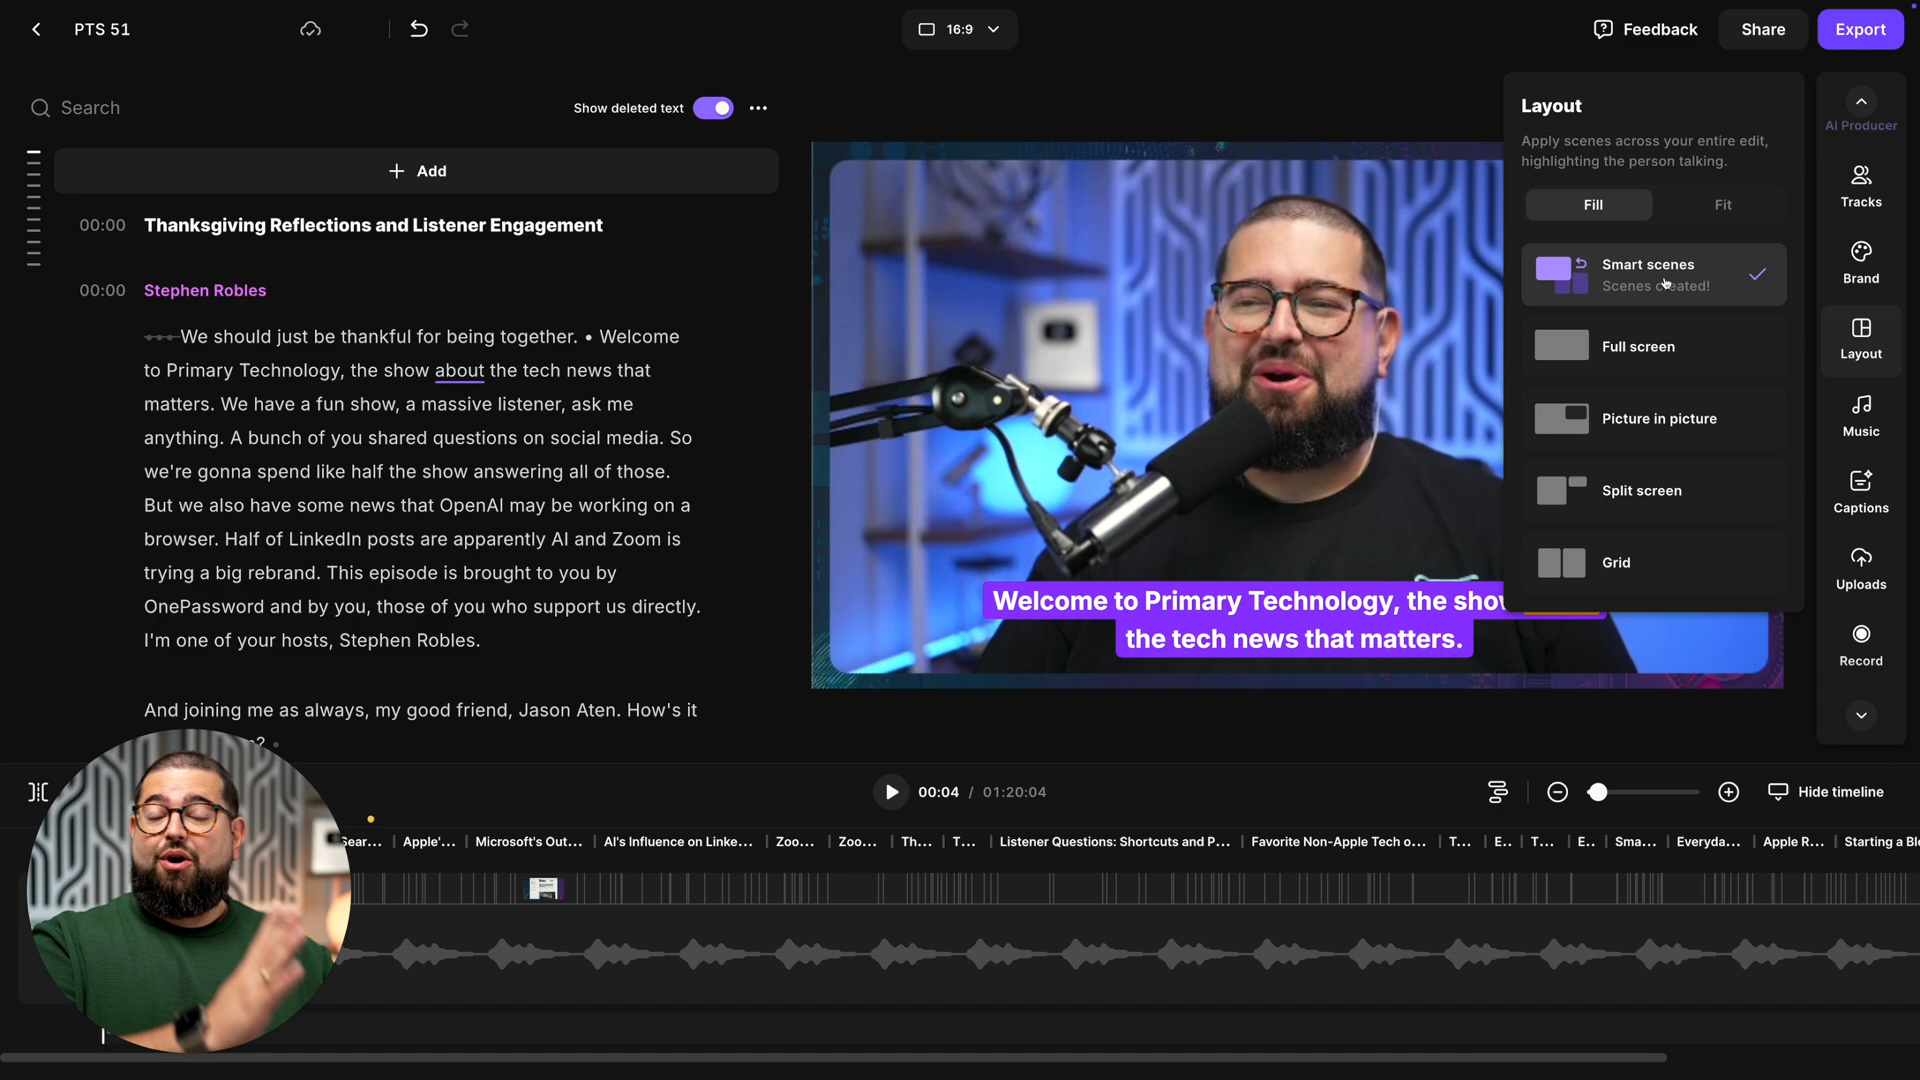 PTS 51
16:9
Feedback
Share
Export
Search
Show deleted text
Add
00:00 Thanksgiving Reflections and Listener Engagement
00:00 Stephen Robles
We should just be thankful for being together. • Welcome
to Primary Technology, the show about the tech news that
matters. We have a fun show, a massive listener, ask me
anything. A bunch of you shared questions on social media. So
we're gonna spend like half the show answering all of those.
But we also have some news that OpenAI may be working on a
browser. Half of LinkedIn posts are apparently AI and Zoom is
trying a big rebrand. This episode is brought to you by
OnePassword and by you, those of you who support us directly.
I'm one of your hosts, Stephen Robles.
And joining me as always, my good friend, Jason Aten. How's it
?
Welcome to Primary Technology, the show
the tech news that matters.
Layout
Apply scenes across your entire edit,
highlighting the person talking.
Fill
Fit
Smart scenes
Scenes created!
Full screen
Picture in picture
Split screen
Grid
AI Producer
Tracks
Brand
Layout
Music
Captions
Uploads
Record
00:04 / 01:20:04
Hide timeline
Sear... Apple'... Microsoft's Out... AI's Influence on Linke... Zoo... Zoo... Th... T... Listener Questions: Shortcuts and P... Favorite Non-Apple Tech o... T... E.. T... E.. Sma... Everyda... Apple R... Starting a Bl